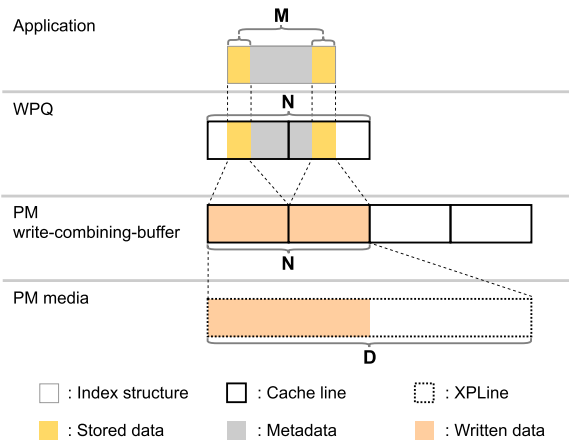 Application
M
WPQ
N
PM
write-combining-buffer
N
PM media
D
: Index structure : Cache line : XPLine
: Stored data : Metadata : Written data